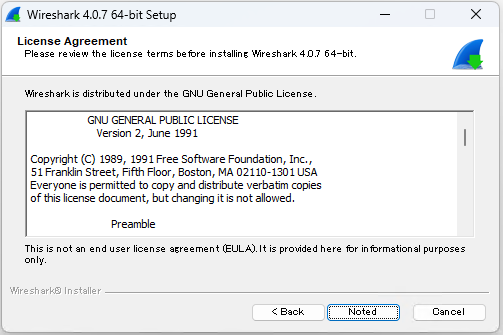 Wireshark 4.0.7 64-bit Setup
License Agreement
Please review the license terms before installing Wireshark 4.0.7 64-bit.
Wireshark is distributed under the GNU General Public License.
GNU GENERAL PUBLIC LICENSE
Version 2, June 1991
Copyright (C) 1989, 1991 Free Software Foundation, Inc.,
51 Franklin Street, Fifth Floor, Boston, MA 02110-1301 USA
Everyone is permitted to copy and distribute verbatim copies
of this license document, but changing it is not allowed.
Preamble
This is not an end user license agreement (EULA). It is provided here for informational purposes
only.
Wireshark® Installer
< Back Noted Cancel